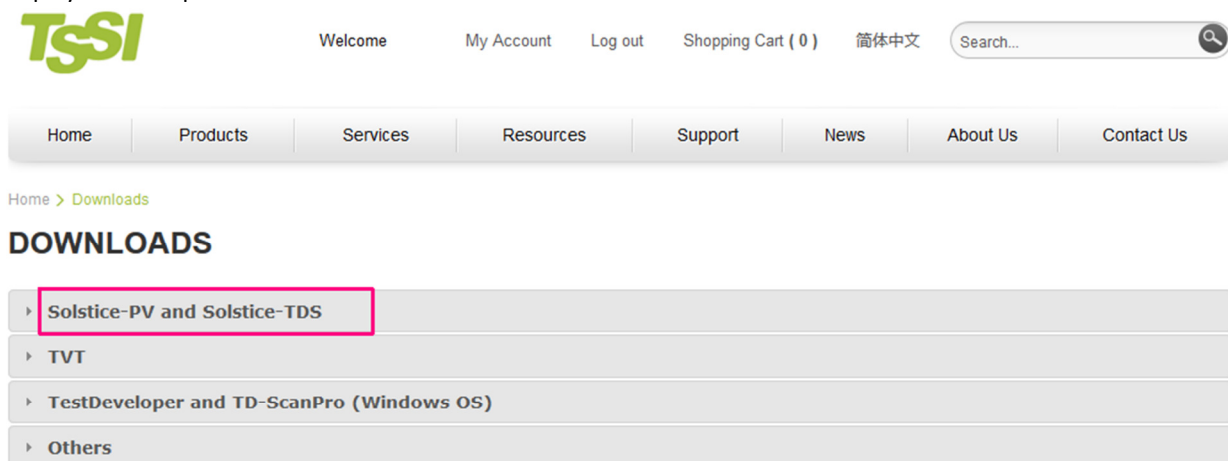 TSSI
Welcome My Account Log out Shopping Cart ( 0 ) 简体中文 Search...
Home Products Services Resources Support News About Us Contact Us
Home > Downloads
DOWNLOADS
Solstice-PV and Solstice-TDS
TVT
TestDeveloper and TD-ScanPro (Windows OS)
Others